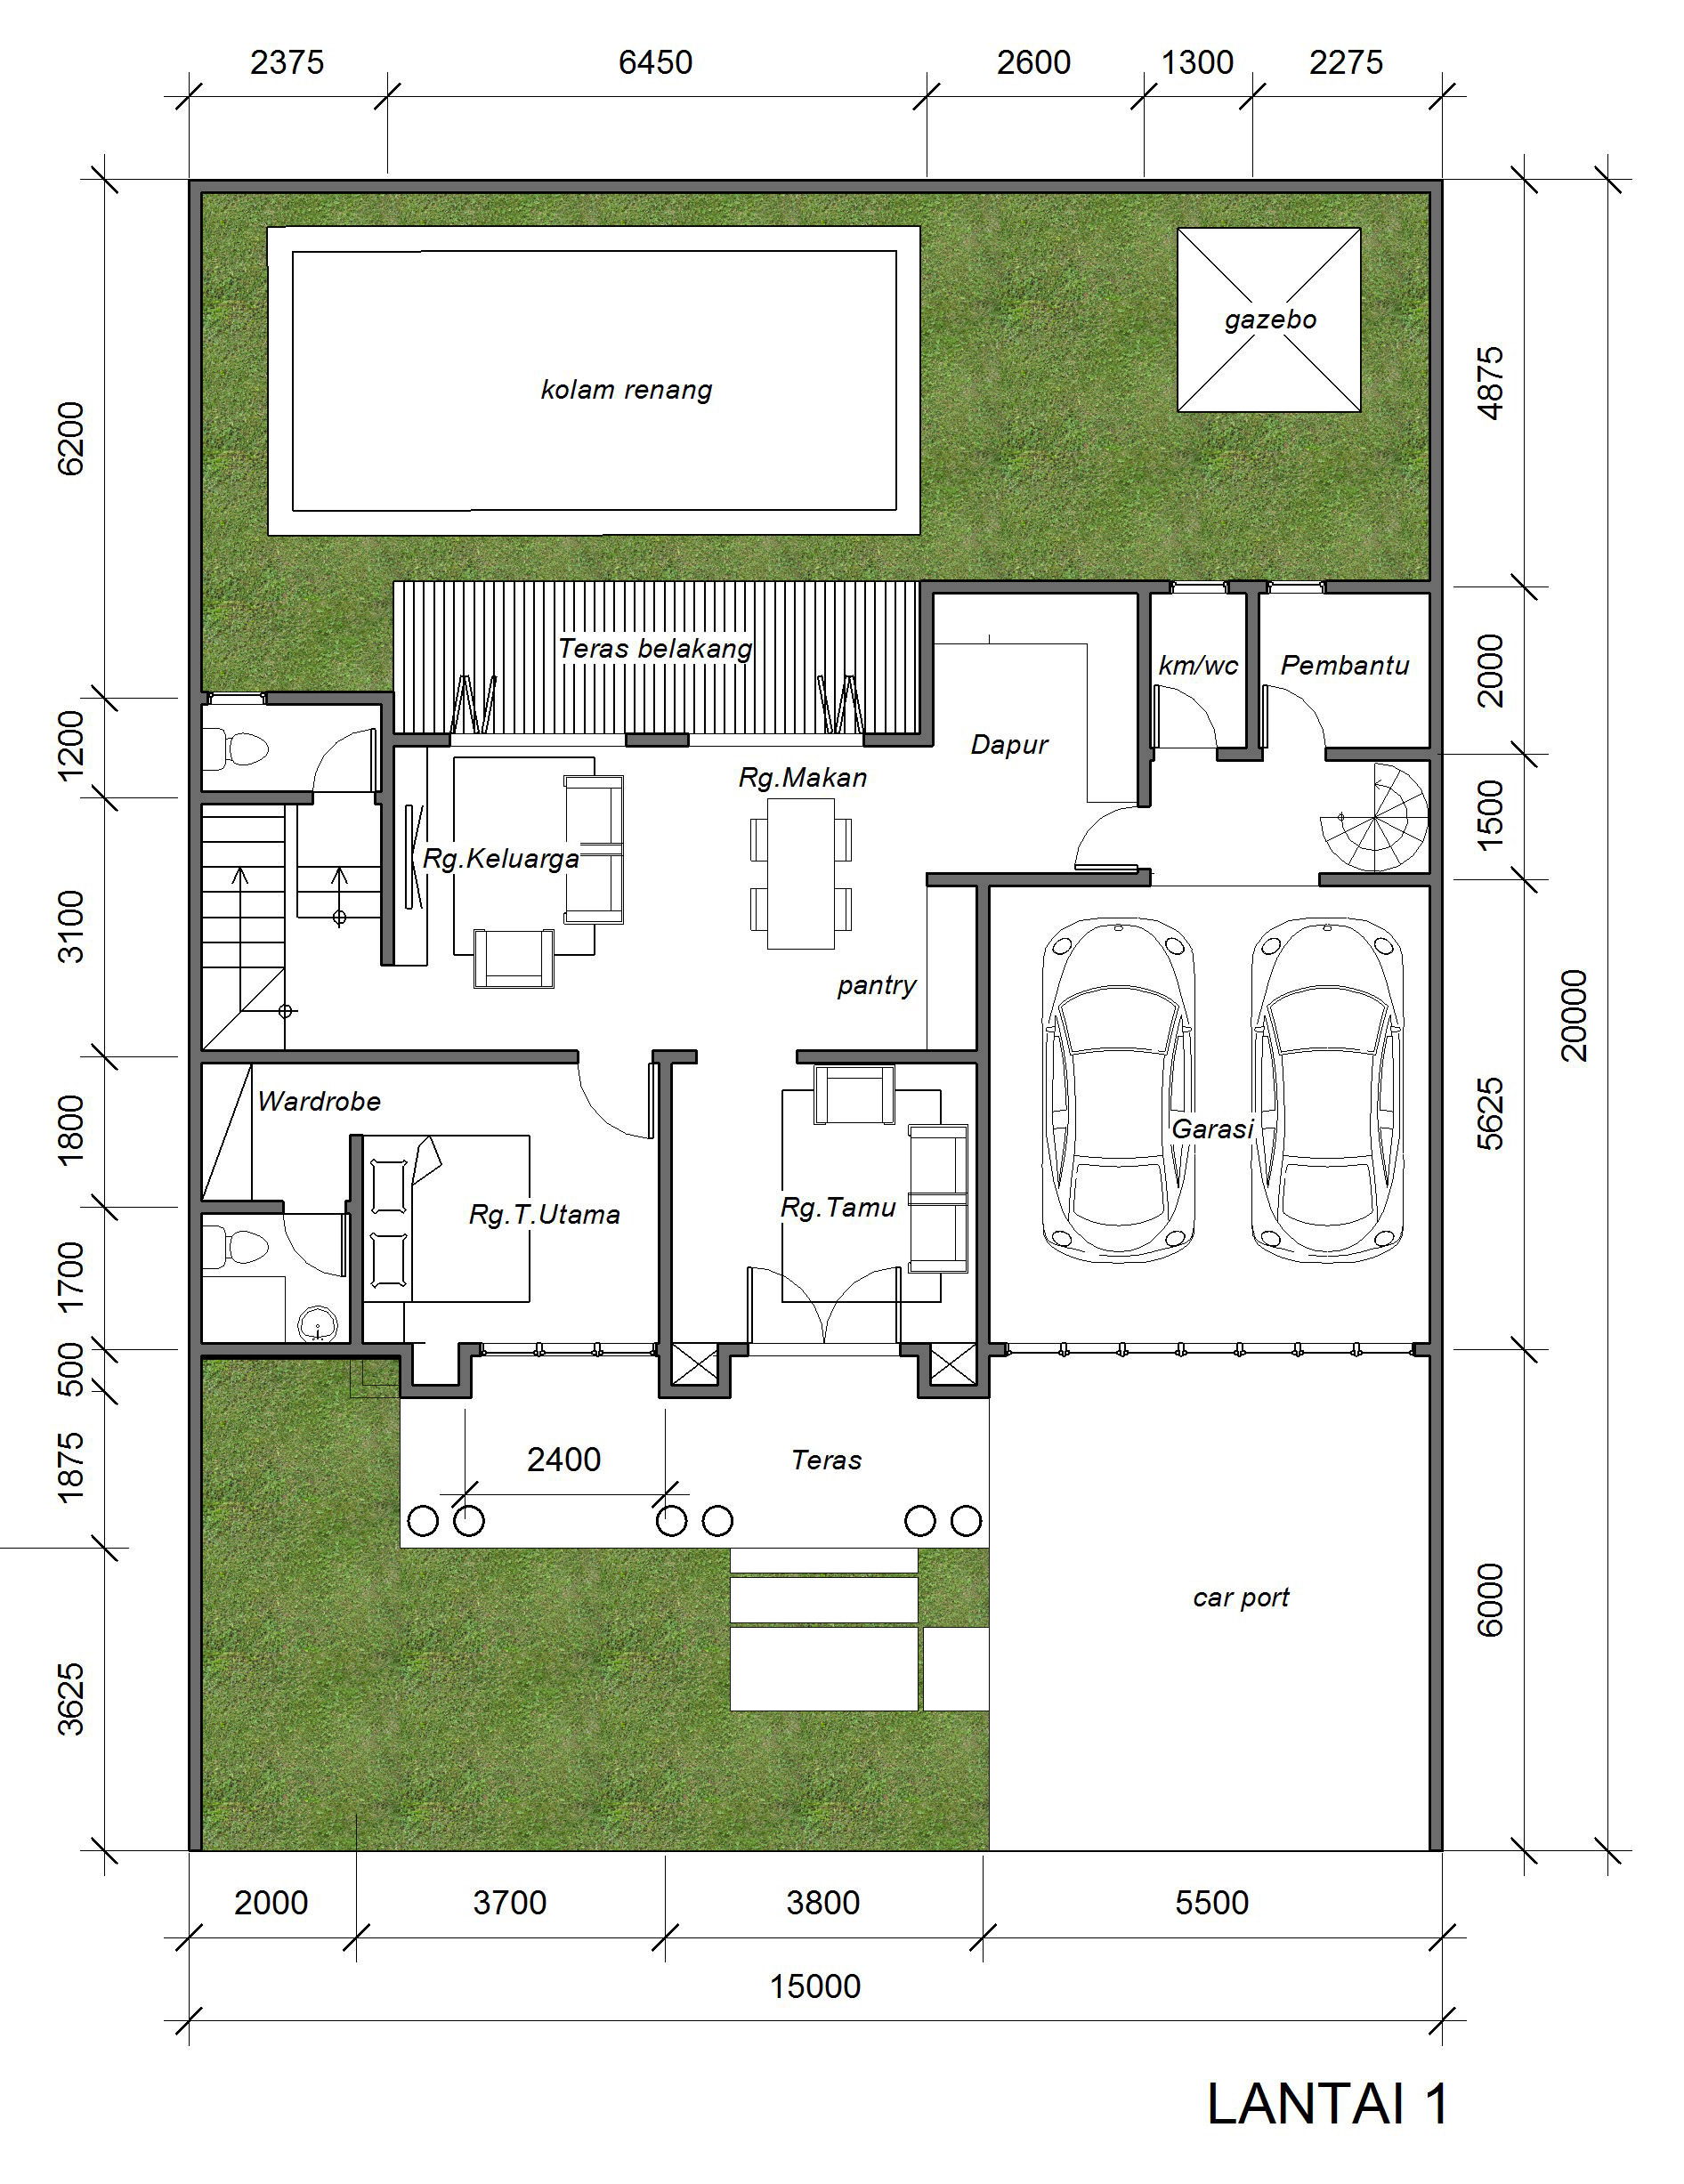 2375 6450 2600 1300 2275
6200
4875
gazebo
kolam renang
Teras belakang
km/wc
Pembantu
2000
1200
Dapur
Rg.Makan
1500
Rg.Keluarga
3100
pantry
20000
Wardrobe
1800
Garasi
5625
Rg.T.Utama
Rg.Tamu
1700
500
1875
2400
Teras
car port
6000
3625
2000 3700 3800 5500
15000
LANTAI 1